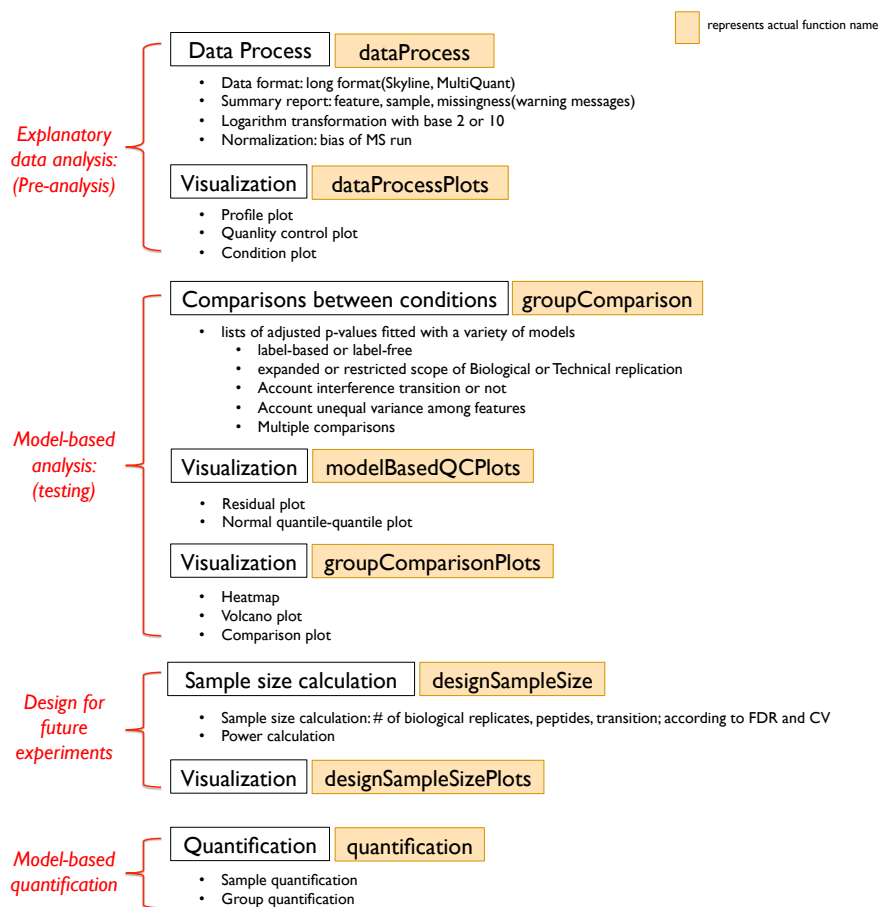 represents actual function name
Data Process dataProcess
• Data format: long format(Skyline, MultiQuant)
• Summary report: feature, sample, missingness(warning messages)
• Logarithm transformation with base 2 or 10
• Normalization: bias of MS run
Explanatory
data analysis:
(Pre-analysis)
Visualization dataProcessPlots
• Profile plot
• Quanlity control plot
• Condition plot
Comparisons between conditions groupComparison
• lists of adjusted p-values fitted with a variety of models
• label-based or label-free
• expanded or restricted scope of Biological or Technical replication
• Account interference transition or not
• Account unequal variance among features
• Multiple comparisons
Model-based
analysis:
(testing)
Visualization modelBasedQCPlots
• Residual plot
• Normal quantile-quantile plot
Visualization groupComparisonPlots
• Heatmap
• Volcano plot
• Comparison plot
Design for
future
experiments
Sample size calculation designSampleSize
• Sample size calculation: # of biological replicates, peptides, transition; according to FDR and CV
• Power calculation
Visualization designSampleSizePlots
Model-based
quantification
Quantification quantification
• Sample quantification
• Group quantification